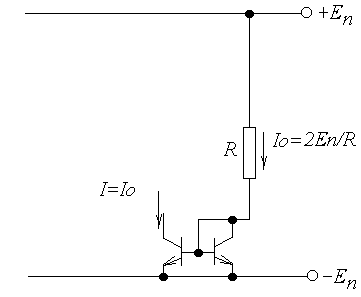 +En
R
Io=2En/R
I=Io
−En